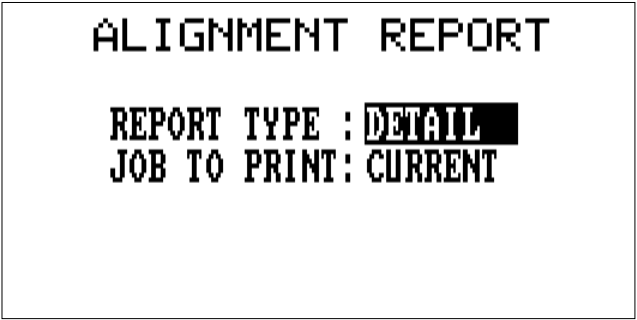 ALIGNMENT REPORT
REPORT TYPE : DETAIL
JOB TO PRINT: CURRENT